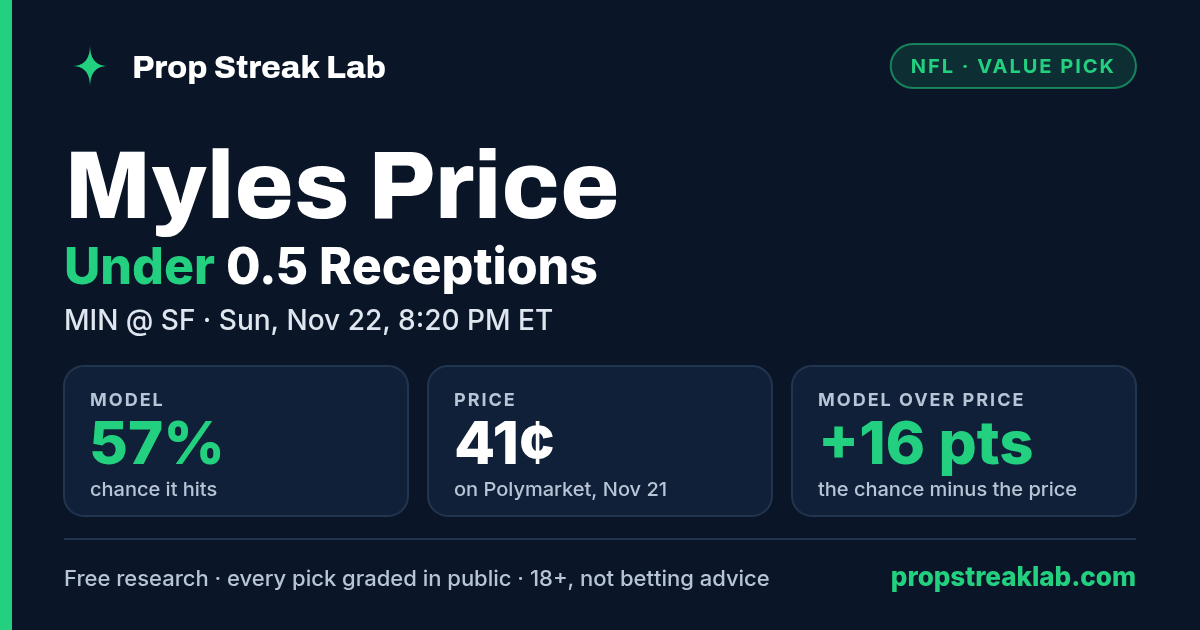 Prop Streak Lab
NFL · VALUE PICK
Myles Price
Under 0.5 Receptions
MIN @ SF · Sun, Nov 22, 8:20 PM ET
MODEL
57%
chance it hits
PRICE
41¢
on Polymarket, Nov 21
MODEL OVER PRICE
+16 pts
the chance minus the price
Free research · every pick graded in public · 18+, not betting advice
propstreaklab.com